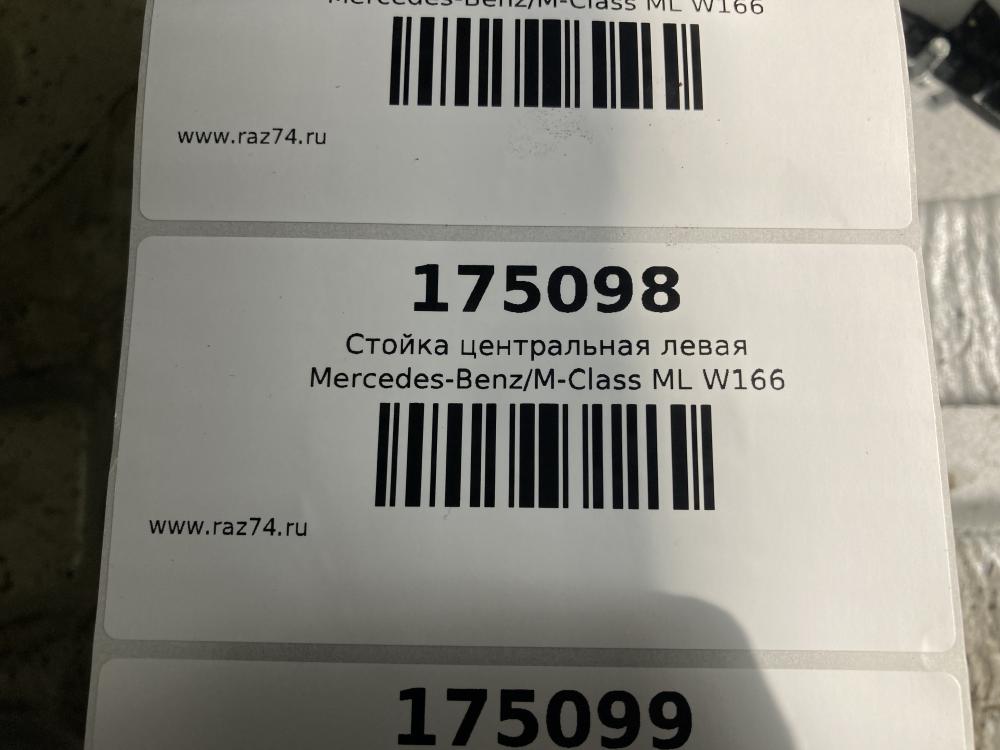 Mercedes-Benz/M-Class ML W166
www.raz74.ru
175098
Стойка центральная левая
Mercedes-Benz/M-Class ML W166
www.raz74.ru
175099